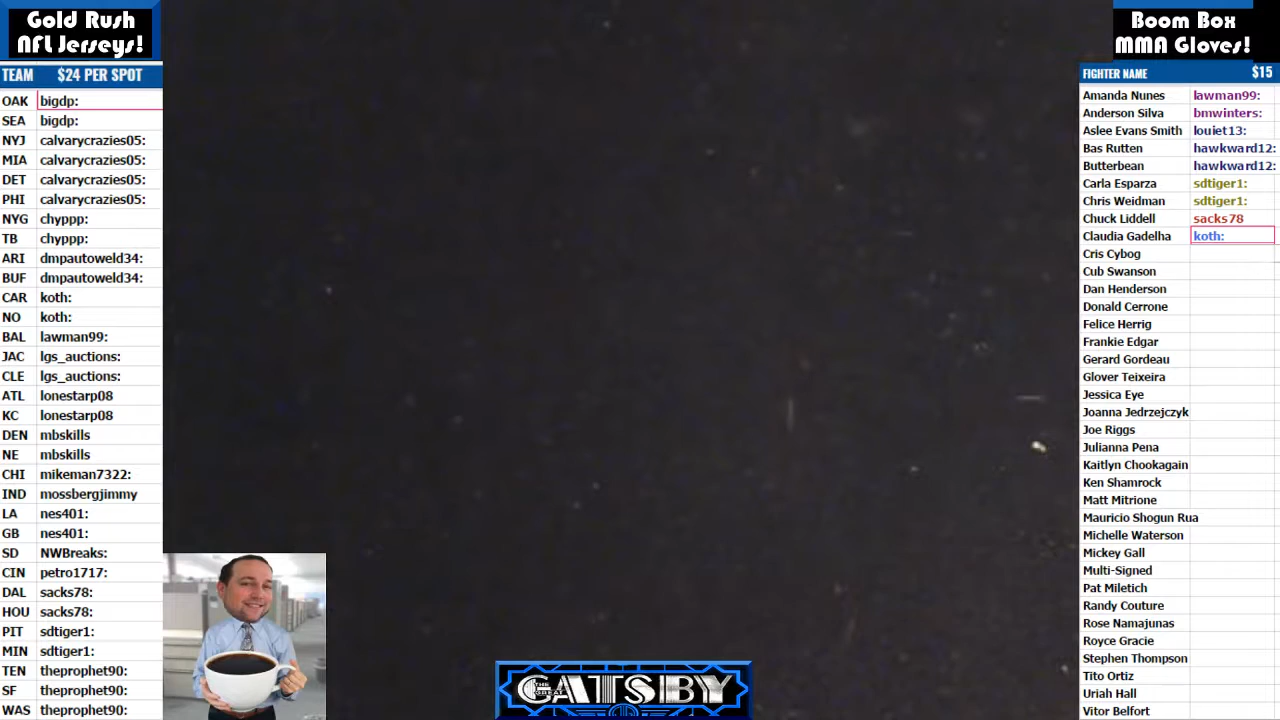 Gold Rush
NFL Jerseys!
TEAM $24 PER SPOT
OAK bigdp:
SEA bigdp:
NYJ calvarycrazies05:
MIA calvarycrazies05:
DET calvarycrazies05:
PHI calvarycrazies05:
NYG chyppp:
TB chyppp:
ARI dmpautoweld34:
BUF dmpautoweld34:
CAR koth:
NO koth:
BAL lawman99:
JAC lgs_auctions:
CLE lgs_auctions:
ATL lonestarp08
KC lonestarp08
DEN mbskills
NE mbskills
CHI mikeman7322:
IND mossbergjimmy
LA nes401:
GB nes401:
SD NWBreaks:
CIN petro1717:
DAL sacks78:
HOU sacks78:
PIT sdtiger1:
MIN sdtiger1:
TEN theprophet90:
SF theprophet90:
WAS theprophet90:
THE GREAT
GATSBY
Boom Box
MMA Gloves!
FIGHTER NAME $15
Amanda Nunes lawman99:
Anderson Silva bmwinters:
Aslee Evans Smith louiet13:
Bas Rutten hawkward12:
Butterbean hawkward12:
Carla Esparza sdtiger1:
Chris Weidman sdtiger1:
Chuck Liddell sacks78
Claudia Gadelha koth:
Cris Cybog
Cub Swanson
Dan Henderson
Donald Cerrone
Felice Herrig
Frankie Edgar
Gerard Gordeau
Glover Teixeira
Jessica Eye
Joanna Jedrzejczyk
Joe Riggs
Julianna Pena
Kaitlyn Chookagain
Ken Shamrock
Matt Mitrione
Mauricio Shogun Rua
Michelle Waterson
Mickey Gall
Multi-Signed
Pat Miletich
Randy Couture
Rose Namajunas
Royce Gracie
Stephen Thompson
Tito Ortiz
Uriah Hall
Vitor Belfort